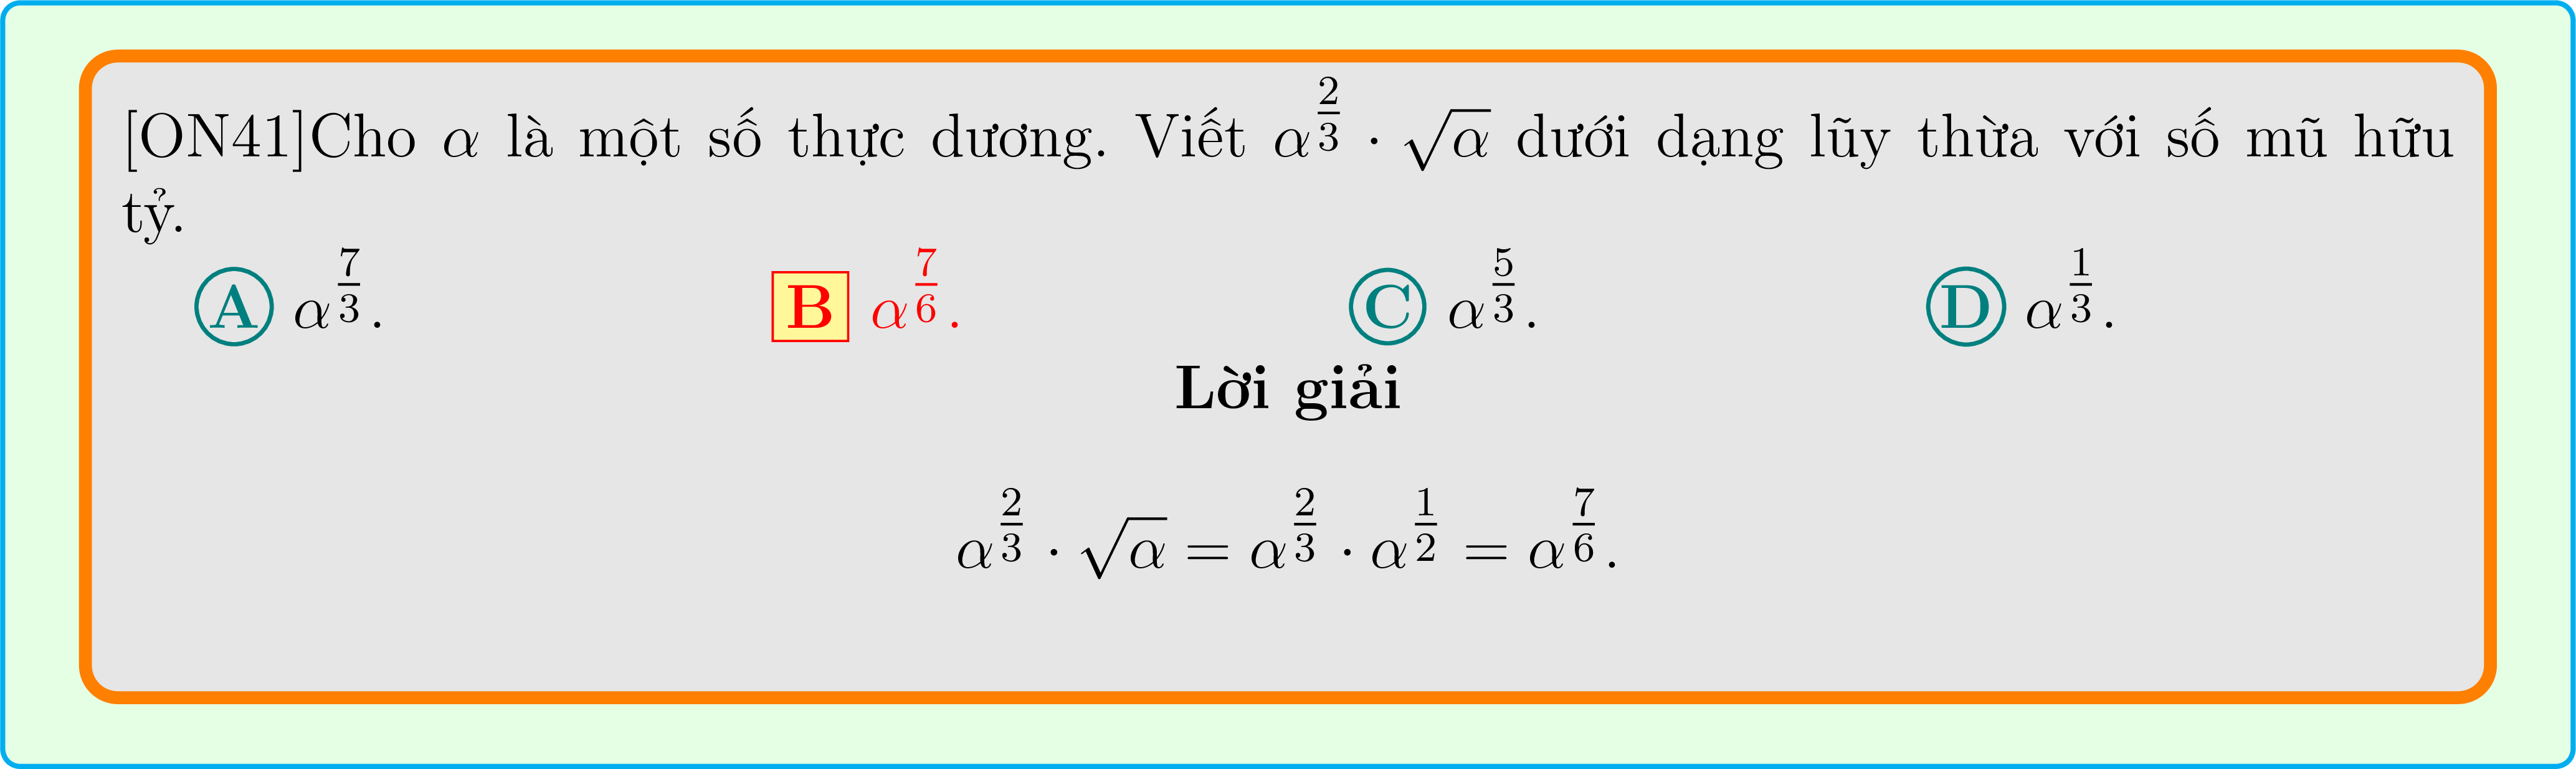 [ON41]Cho $\alpha$ là một số thực dương. Viết $\alpha^{\frac{2}{3}} \cdot \sqrt{\alpha}$ dưới dạng lũy thừa với số mũ hữu
tỷ.
A $\alpha^{\frac{7}{3}}$. B $\alpha^{\frac{7}{6}}$. C $\alpha^{\frac{5}{3}}$. D $\alpha^{\frac{1}{3}}$.
Lời giải
$\alpha^{\frac{2}{3}} \cdot \sqrt{\alpha} = \alpha^{\frac{2}{3}} \cdot \alpha^{\frac{1}{2}} = \alpha^{\frac{7}{6}}$.